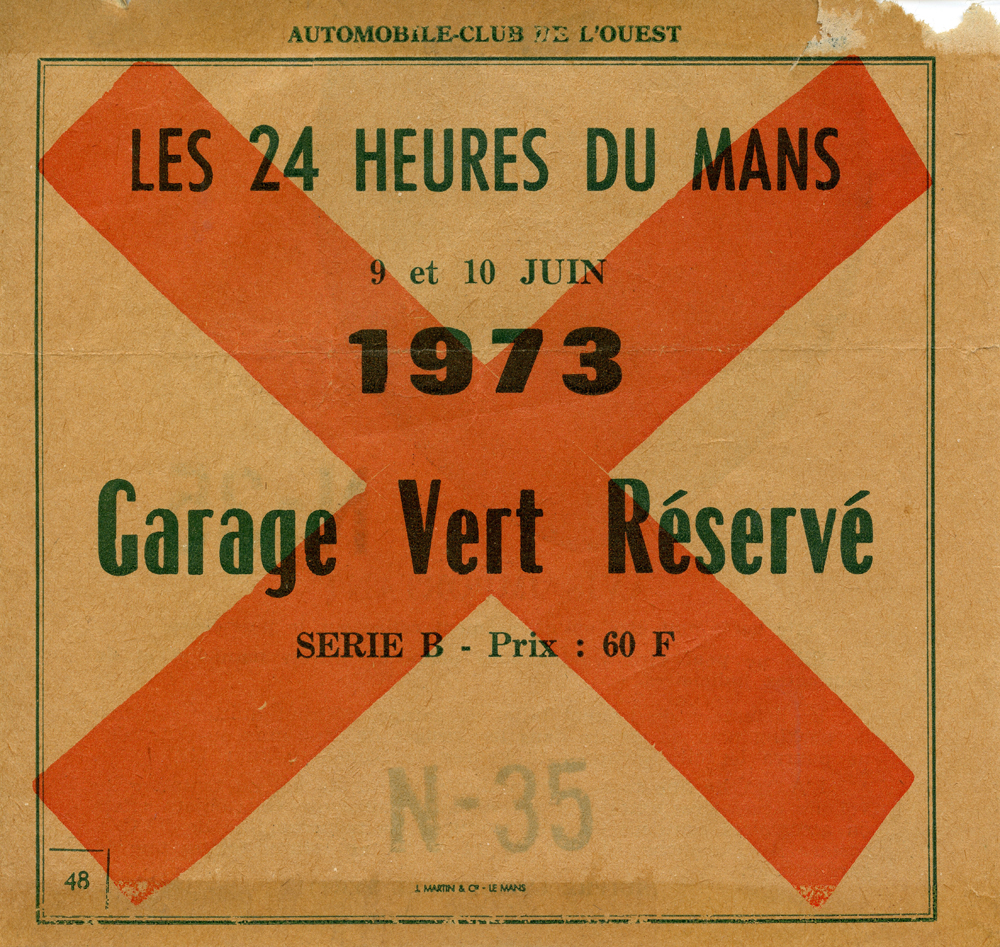 AUTOMOBILE-CLUB DE L'OUEST
LES 24 HEURES DU MANS
9 et 10 JUIN
1973
Garage Vert Réservé
SERIE B - Prix : 60 F
N-35
48
J. MARTIN & Cie - LE MANS